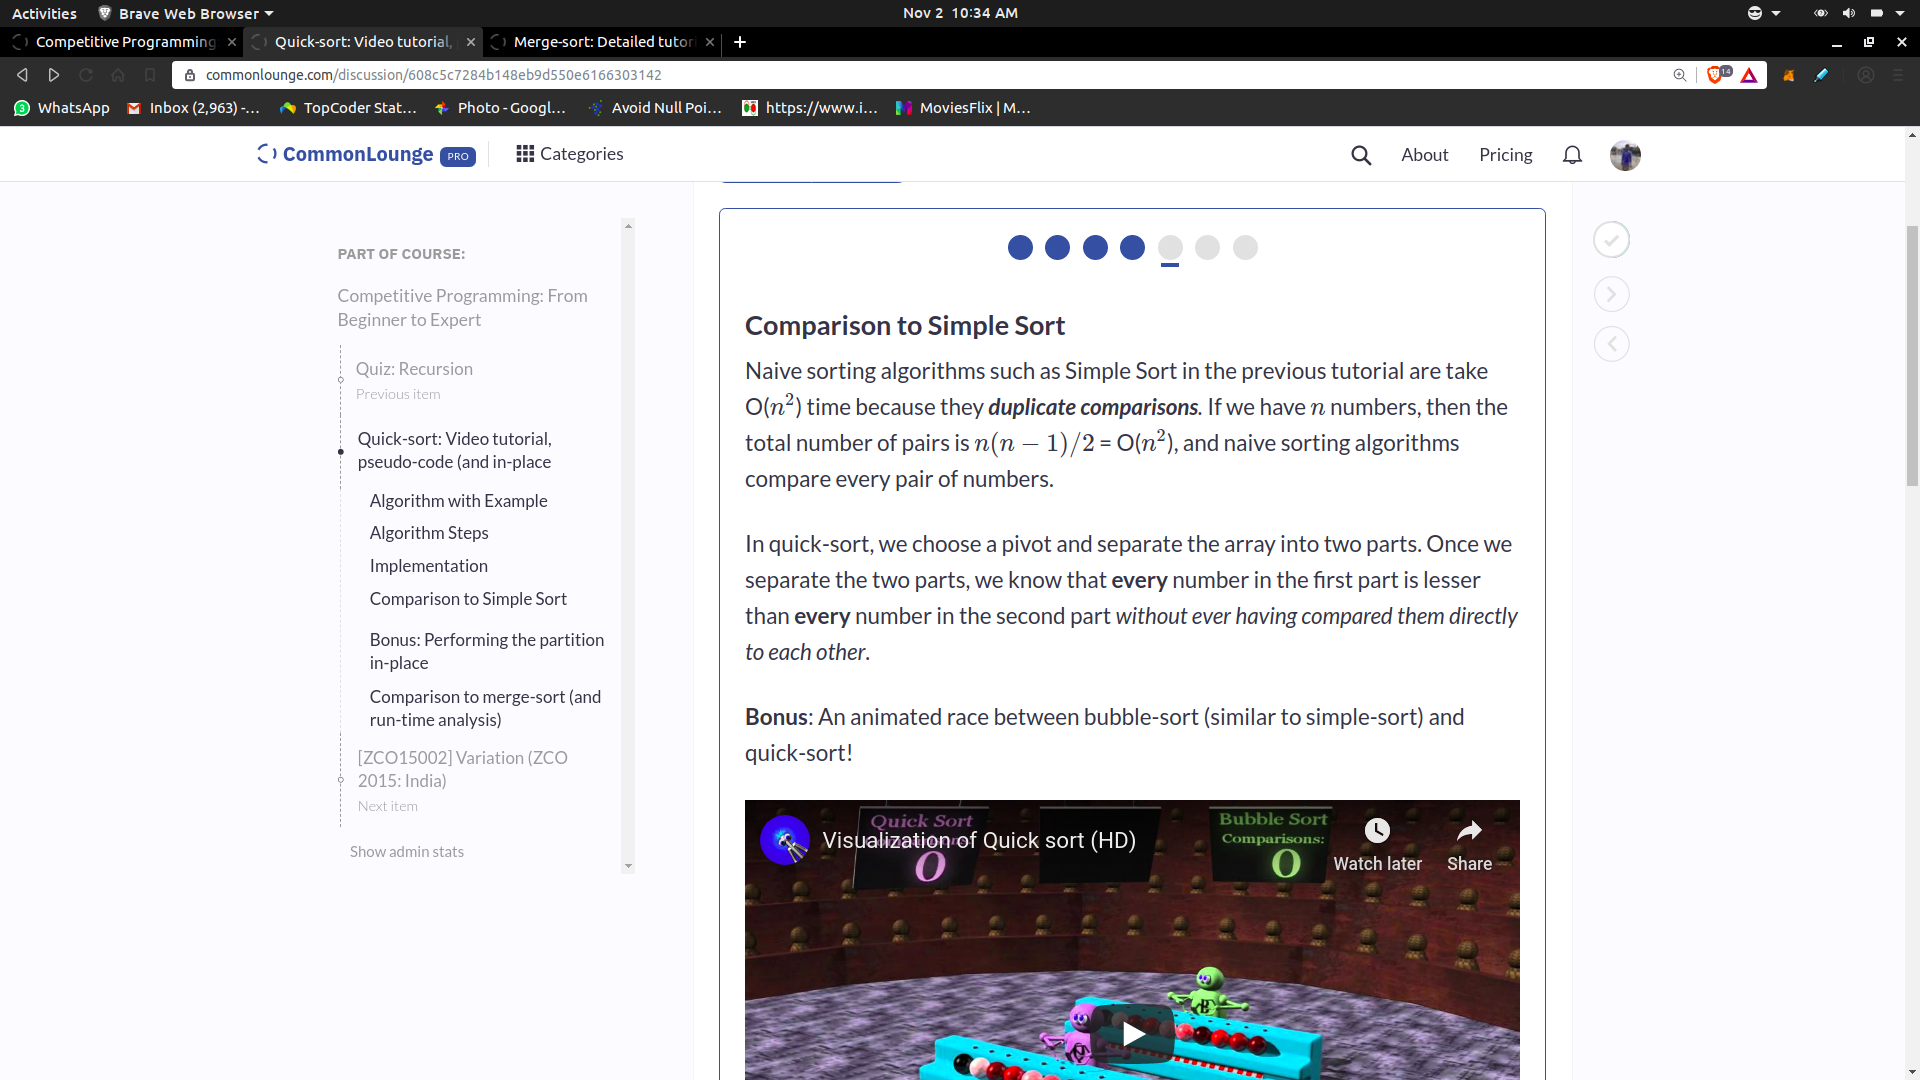 Activities
Brave Web Browser
Nov 2 10:34 AM
Competitive Programming
Quick-sort: Video tutorial,
Merge-sort: Detailed tutor
commonlounge.com/discussion/608c5c7284b148eb9d550e6166303142
14
WhatsApp
Inbox (2,963) -...
TopCoder Stat...
Photo - Googl...
Avoid Null Poi...
https://www.i...
MoviesFlix | M...
CommonLounge PRO
Categories
About
Pricing
PART OF COURSE:
Competitive Programming: From
Beginner to Expert
Quiz: Recursion
Previous item
Quick-sort: Video tutorial,
pseudo-code (and in-place
Algorithm with Example
Algorithm Steps
Implementation
Comparison to Simple Sort
Bonus: Performing the partition
in-place
Comparison to merge-sort (and
run-time analysis)
[ZCO15002] Variation (ZCO
2015: India)
Next item
Show admin stats
Comparison to Simple Sort
Naive sorting algorithms such as Simple Sort in the previous tutorial are take
O(n²) time because they duplicate comparisons. If we have n numbers, then the
total number of pairs is n(n − 1)/2 = O(n²), and naive sorting algorithms
compare every pair of numbers.
In quick-sort, we choose a pivot and separate the array into two parts. Once we
separate the two parts, we know that every number in the first part is lesser
than every number in the second part without ever having compared them directly
to each other.
Bonus: An animated race between bubble-sort (similar to simple-sort) and
quick-sort!
Visualization of Quick sort (HD)
Watch later
Share
Quick Sort
0
Bubble Sort
Comparisons:
0